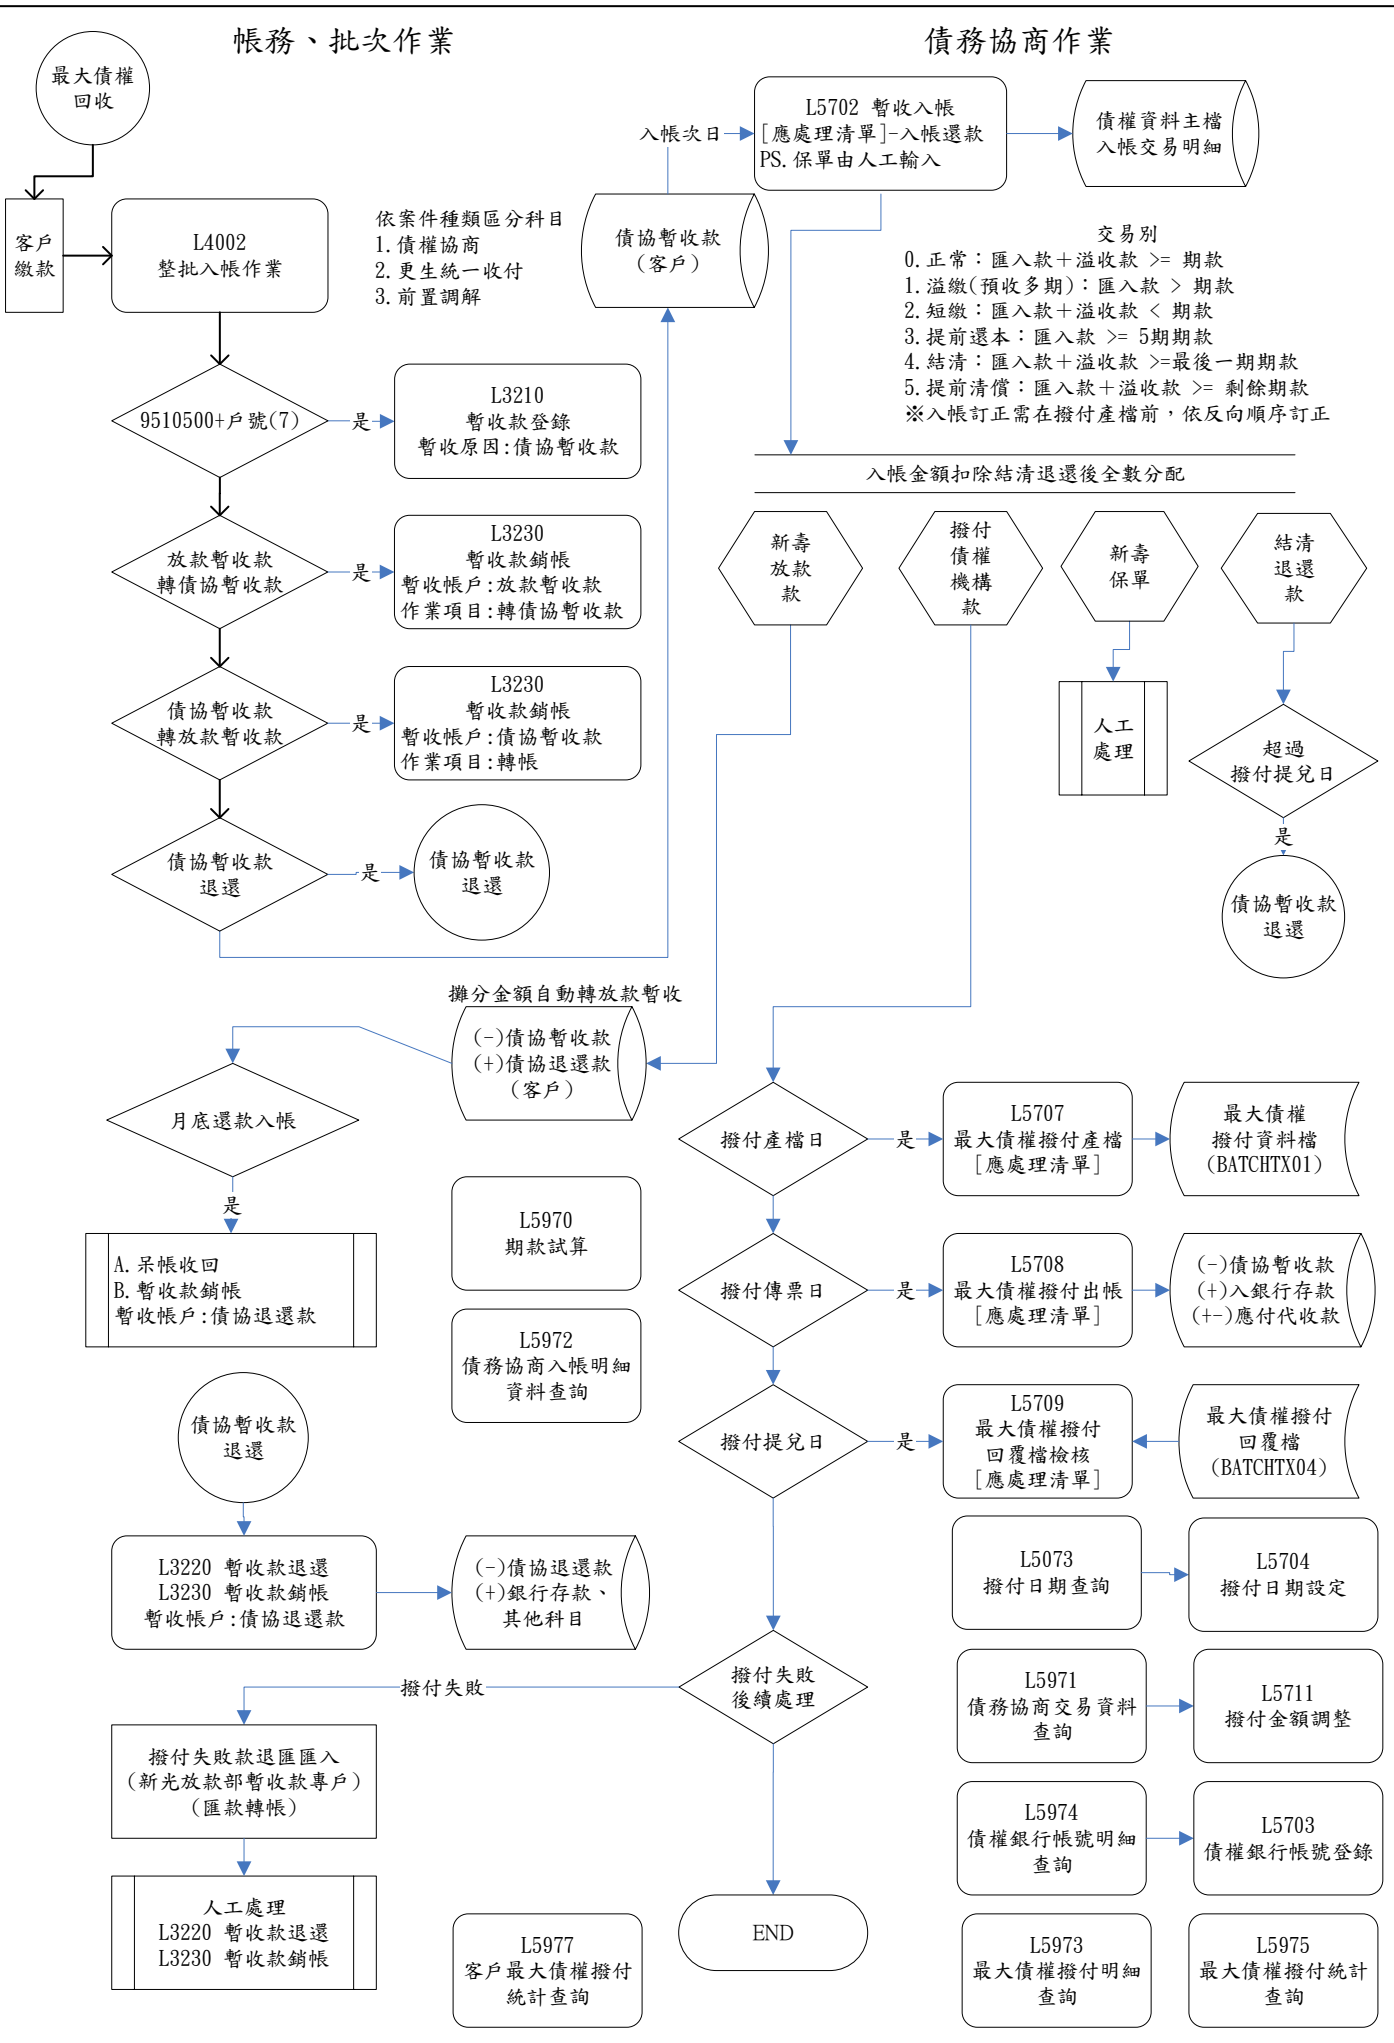 帳務、批次作業
債務協商作業
最大債權
回收
客戶
繳款
L4002
整批入帳作業
依案件種類區分科目
1.債權協商
2.更生統一收付
3.前置調解
債協暫收款
(客戶)
入帳次日
L5702 暫收入帳
[應處理清單]-入帳還款
PS.保單由人工輸入
債權資料主檔
入帳交易明細
交易別
0.正常：匯入款＋溢收款 >= 期款
1.溢繳(預收多期)：匯入款 > 期款
2.短繳：匯入款＋溢收款 < 期款
3.提前還本：匯入款 >= 5期期款
4.結清：匯入款＋溢收款 >=最後一期期款
5.提前清償：匯入款＋溢收款 >= 剩餘期款
※入帳訂正需在撥付產檔前，依反向順序訂正
9510500+戶號(7)
是
L3210
暫收款登錄
暫收原因:債協暫收款
放款暫收款
轉債協暫收款
是
L3230
暫收款銷帳
暫收帳戶:放款暫收款
作業項目:轉債協暫收款
債協暫收款
轉放款暫收款
是
L3230
暫收款銷帳
暫收帳戶:債協暫收款
作業項目:轉帳
債協暫收款
退還
是
債協暫收款
退還
入帳金額扣除結清退還後全數分配
新壽
放款
款
撥付
債權
機構
款
新壽
保單
結清
退還
款
人工
處理
超過
撥付提兌日
是
債協暫收款
退還
攤分金額自動轉放款暫收
(-)債協暫收款
(+)債協退還款
(客戶)
月底還款入帳
是
A.呆帳收回
B.暫收款銷帳
暫收帳戶:債協退還款
撥付產檔日
是
L5707
最大債權撥付產檔
[應處理清單]
最大債權
撥付資料檔
(BATCHTX01)
L5970
期款試算
撥付傳票日
是
L5708
最大債權撥付出帳
[應處理清單]
(-)債協暫收款
(+)入銀行存款
(+-)應付代收款
L5972
債務協商入帳明細
資料查詢
撥付提兌日
是
L5709
最大債權撥付
回覆檔檢核
[應處理清單]
最大債權撥付
回覆檔
(BATCHTX04)
債協暫收款
退還
L3220 暫收款退還
L3230 暫收款銷帳
暫收帳戶:債協退還款
(-)債協退還款
(+)銀行存款、
其他科目
L5073
撥付日期查詢
L5704
撥付日期設定
撥付失敗
後續處理
撥付失敗
L5971
債務協商交易資料
查詢
L5711
撥付金額調整
撥付失敗款退匯匯入
(新光放款部暫收款專戶)
(匯款轉帳)
L5974
債權銀行帳號明細
查詢
L5703
債權銀行帳號登錄
人工處理
L3220 暫收款退還
L3230 暫收款銷帳
L5977
客戶最大債權撥付
統計查詢
END
L5973
最大債權撥付明細
查詢
L5975
最大債權撥付統計
查詢